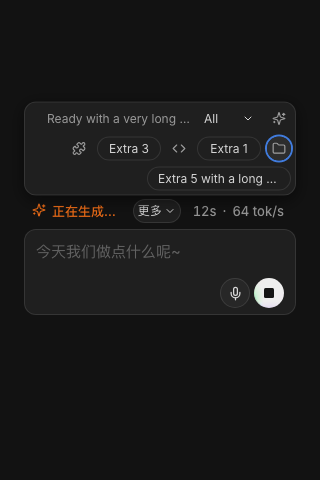 Ready with a very long ... All
Extra 3 Extra 1
Extra 5 with a long ...
正在生成... 更多 12s · 64 tok/s
今天我们做点什么呢~